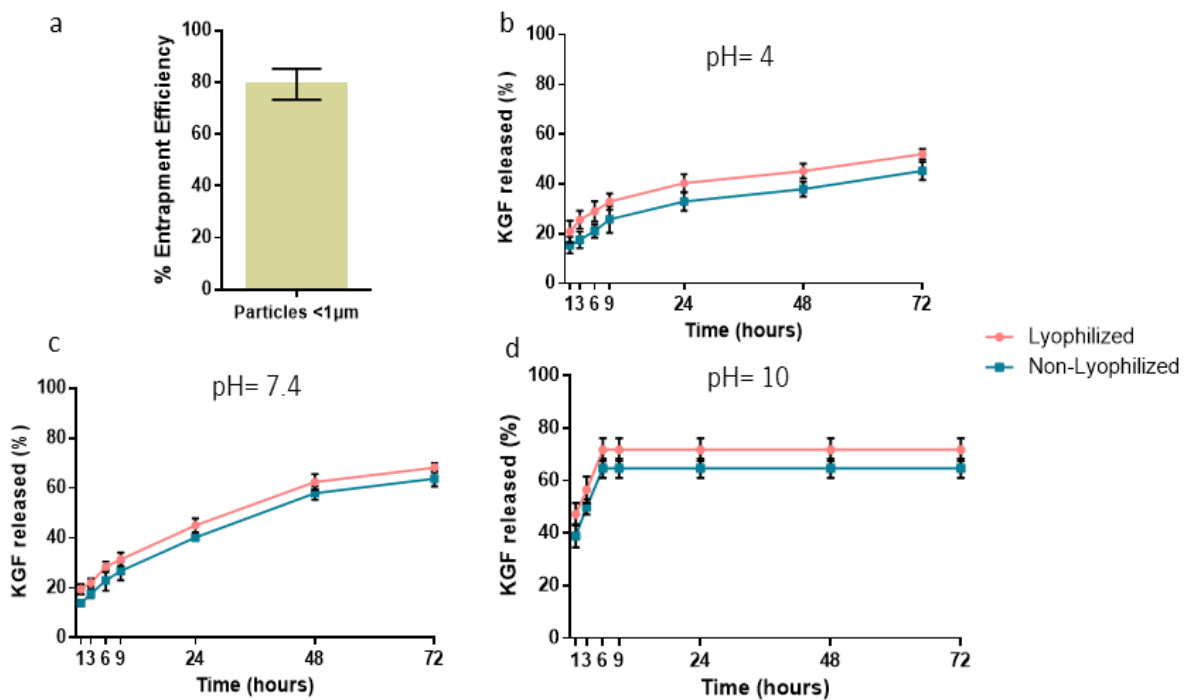 a
% Entrapment Efficiency
100
80
60
40
20
0
Particles <1µm
b
pH= 4
KGF released (%)
100
80
60
40
20
0
1 3 6 9 24 48 72
Time (hours)
c
pH= 7.4
KGF released (%)
100
80
60
40
20
0
1 3 6 9 24 48 72
Time (hours)
d
pH= 10
KGF released (%)
100
80
60
40
20
0
1 3 6 9 24 48 72
Time (hours)
Lyophilized
Non-Lyophilized